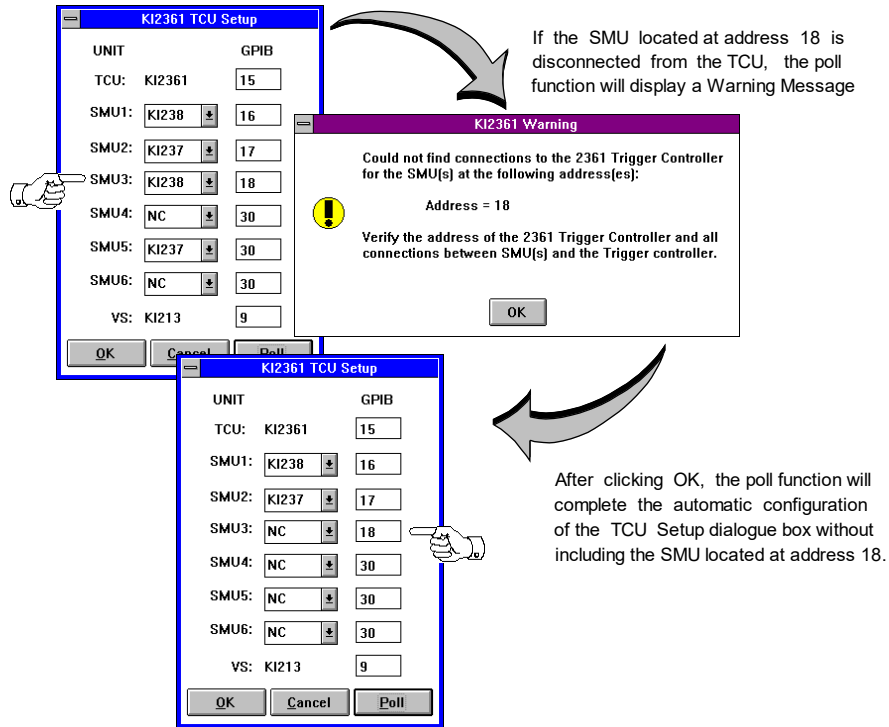 KI2361 TCU Setup
UNIT GPIB
TCU: KI2361 15
SMU1: KI238 16
SMU2: KI237 17
SMU3: KI238 18
SMU4: NC 30
SMU5: KI237 30
SMU6: NC 30
VS: KI213 9
OK Cancel Poll
If the SMU located at address 18 is
disconnected from the TCU, the poll
function will display a Warning Message
KI2361 Warning
Could not find connections to the 2361 Trigger Controller
for the SMU(s) at the following address(es):
Address = 18
Verify the address of the 2361 Trigger Controller and all
connections between SMU(s) and the Trigger controller.
OK
KI2361 TCU Setup
UNIT GPIB
TCU: KI2361 15
SMU1: KI238 16
SMU2: KI237 17
SMU3: NC 18
SMU4: NC 30
SMU5: NC 30
SMU6: NC 30
VS: KI213 9
OK Cancel Poll
After clicking OK, the poll function will
complete the automatic configuration
of the TCU Setup dialogue box without
including the SMU located at address 18.